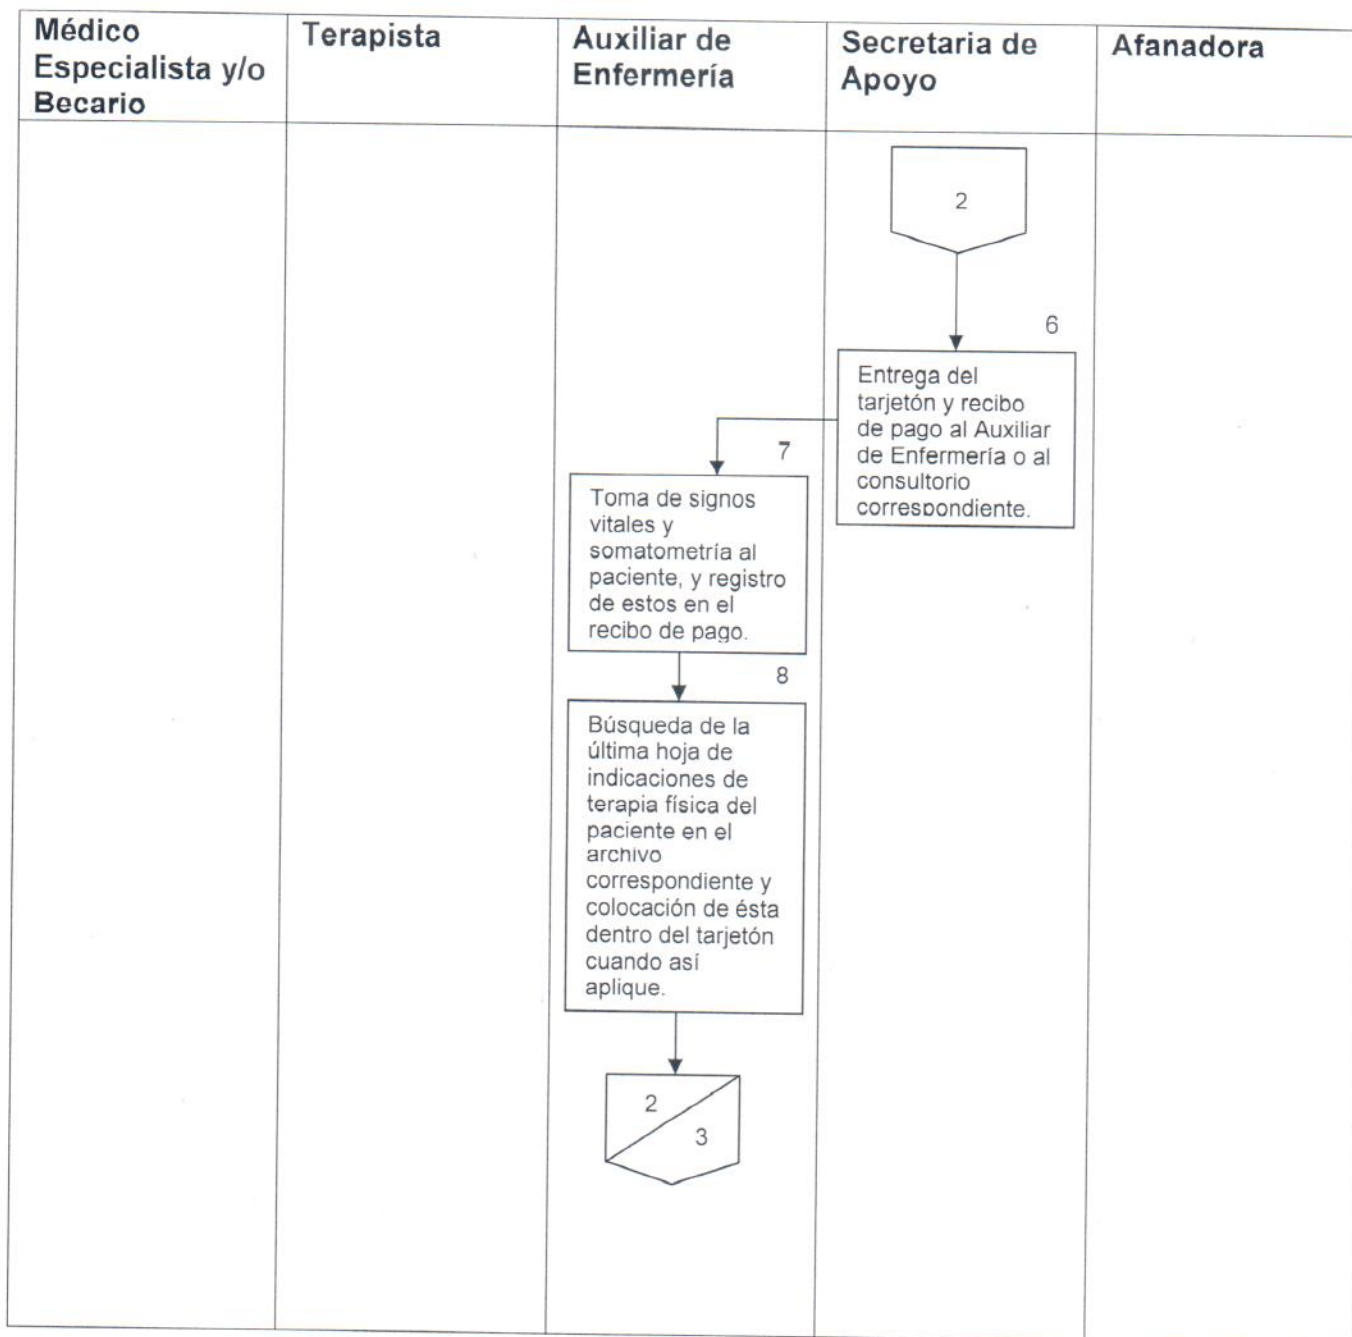 Médico
Especialista y/o
Becario
Terapista
Auxiliar de
Enfermería
Secretaria de
Apoyo
Afanadora
2
6
Entrega del
tarjetón y recibo
de pago al Auxiliar
de Enfermería o al
consultorio
correspondiente.
7
Toma de signos
vitales y
somatometría al
paciente, y registro
de estos en el
recibo de pago.
8
Búsqueda de la
última hoja de
indicaciones de
terapia física del
paciente en el
archivo
correspondiente y
colocación de ésta
dentro del tarjetón
cuando así
aplique.
2
3